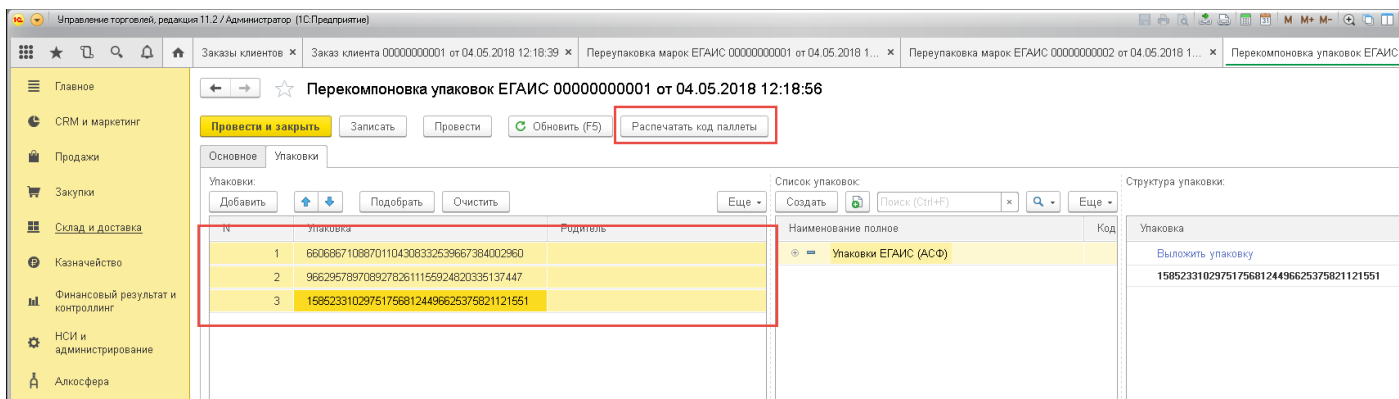 Управление торговлей, редакция 11.2 / Администратор (1С:Предприятие)
M M+ M-
Заказы клиентов × Заказ клиента 00000000001 от 04.05.2018 12:18:39 × Переупаковка марок ЕГАИС 00000000001 от 04.05.2018 1... × Переупаковка марок ЕГАИС 00000000002 от 04.05.2018 1... × Перекомпоновка упаковок ЕГАИС
Главное
CRM и маркетинг
Продажи
Закупки
Склад и доставка
Казначейство
Финансовый результат и
контроллинг
НСИ и
администрирование
Алкосфера
Перекомпоновка упаковок ЕГАИС 00000000001 от 04.05.2018 12:18:56
Провести и закрыть Записать Провести Обновить (F5) Распечатать код паллеты
Основное Упаковки
Упаковки: Список упаковок: Структура упаковки:
Добавить Подобрать Очистить Еще Создать Поиск (Ctrl+F) × Еще
N Упаковка Родитель Наименование полное Код Упаковка
1 660686710887011043083325396673840029​60 Упаковки ЕГАИС (АСФ) Выложить упаковку
2 966295789708927826111559248203351374​47 158523310297517568124496625375821121551
3 158523310297517568124496625375821121551